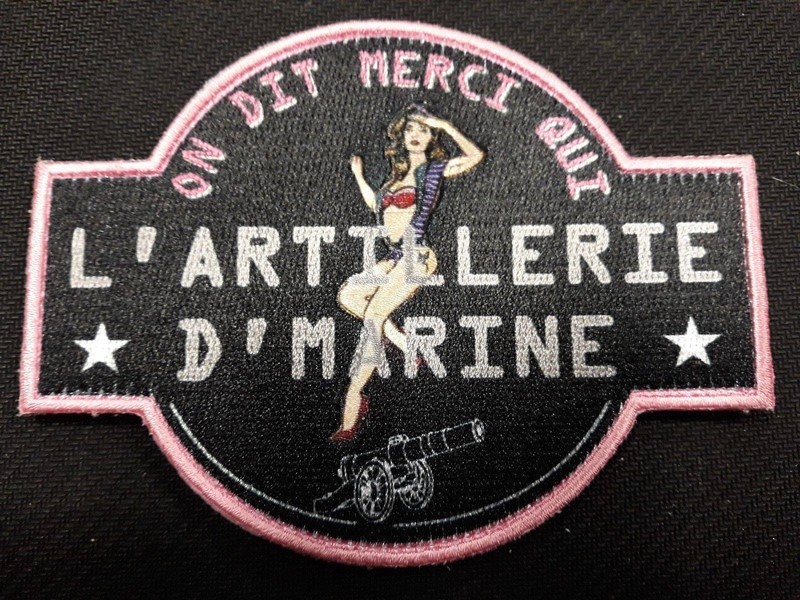 ON DIT MERCI QUI
L'ARTILLERIE
D'MARINE